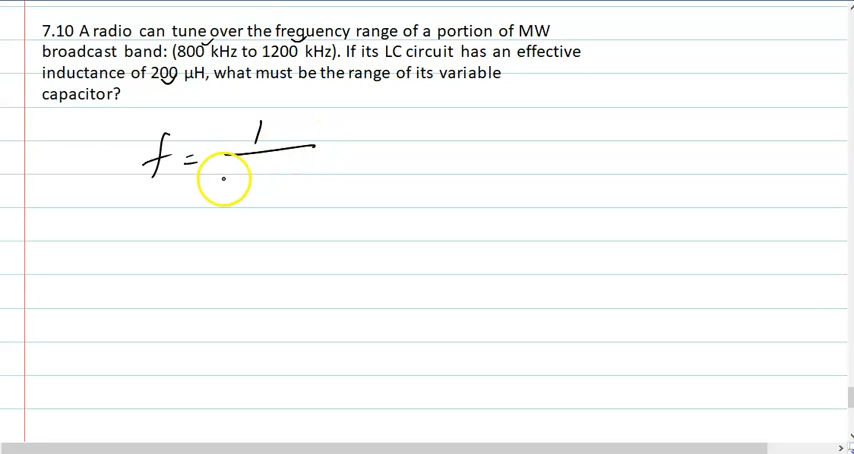 7.10 A radio can tune over the frequency range of a portion of MW
broadcast band: (800 kHz to 1200 kHz). If its LC circuit has an effective
inductance of 200 μH, what must be the range of its variable
capacitor?
1
f =